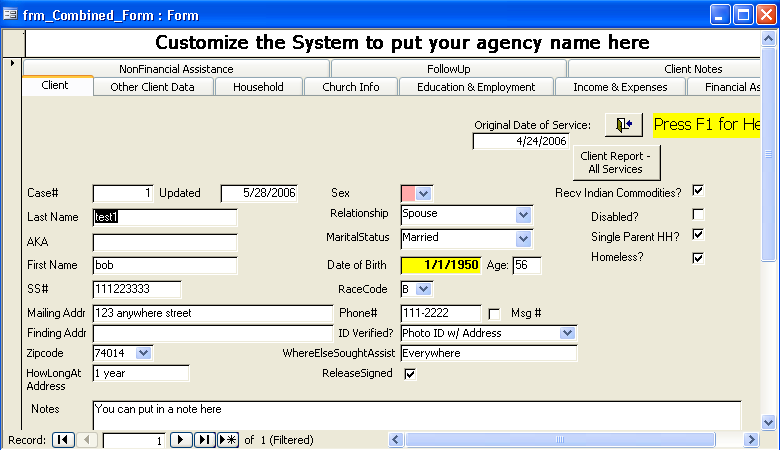 frm_Combined_Form : Form
Customize the System to put your agency name here
NonFinancial Assistance FollowUp Client Notes
Client Other Client Data Household Church Info Education & Employment Income & Expenses Financial As
Original Date of Service: Press F1 for He
4/24/2006
Client Report -
All Services
Case# 1 Updated 5/28/2006 Sex Recv Indian Commodities?
Last Name test1 Relationship Spouse Disabled?
AKA MaritalStatus Married Single Parent HH?
First Name bob Date of Birth 1/1/1950 Age: 56 Homeless?
SS# 111223333 RaceCode B
Mailing Addr 123 anywhere street Phone# 111-2222 Msg #
Finding Addr ID Verified? Photo ID w/ Address
Zipcode 74014 WhereElseSoughtAssist Everywhere
HowLongAt
Address 1 year ReleaseSigned
Notes You can put in a note here
Record: 1 of 1 (Filtered)